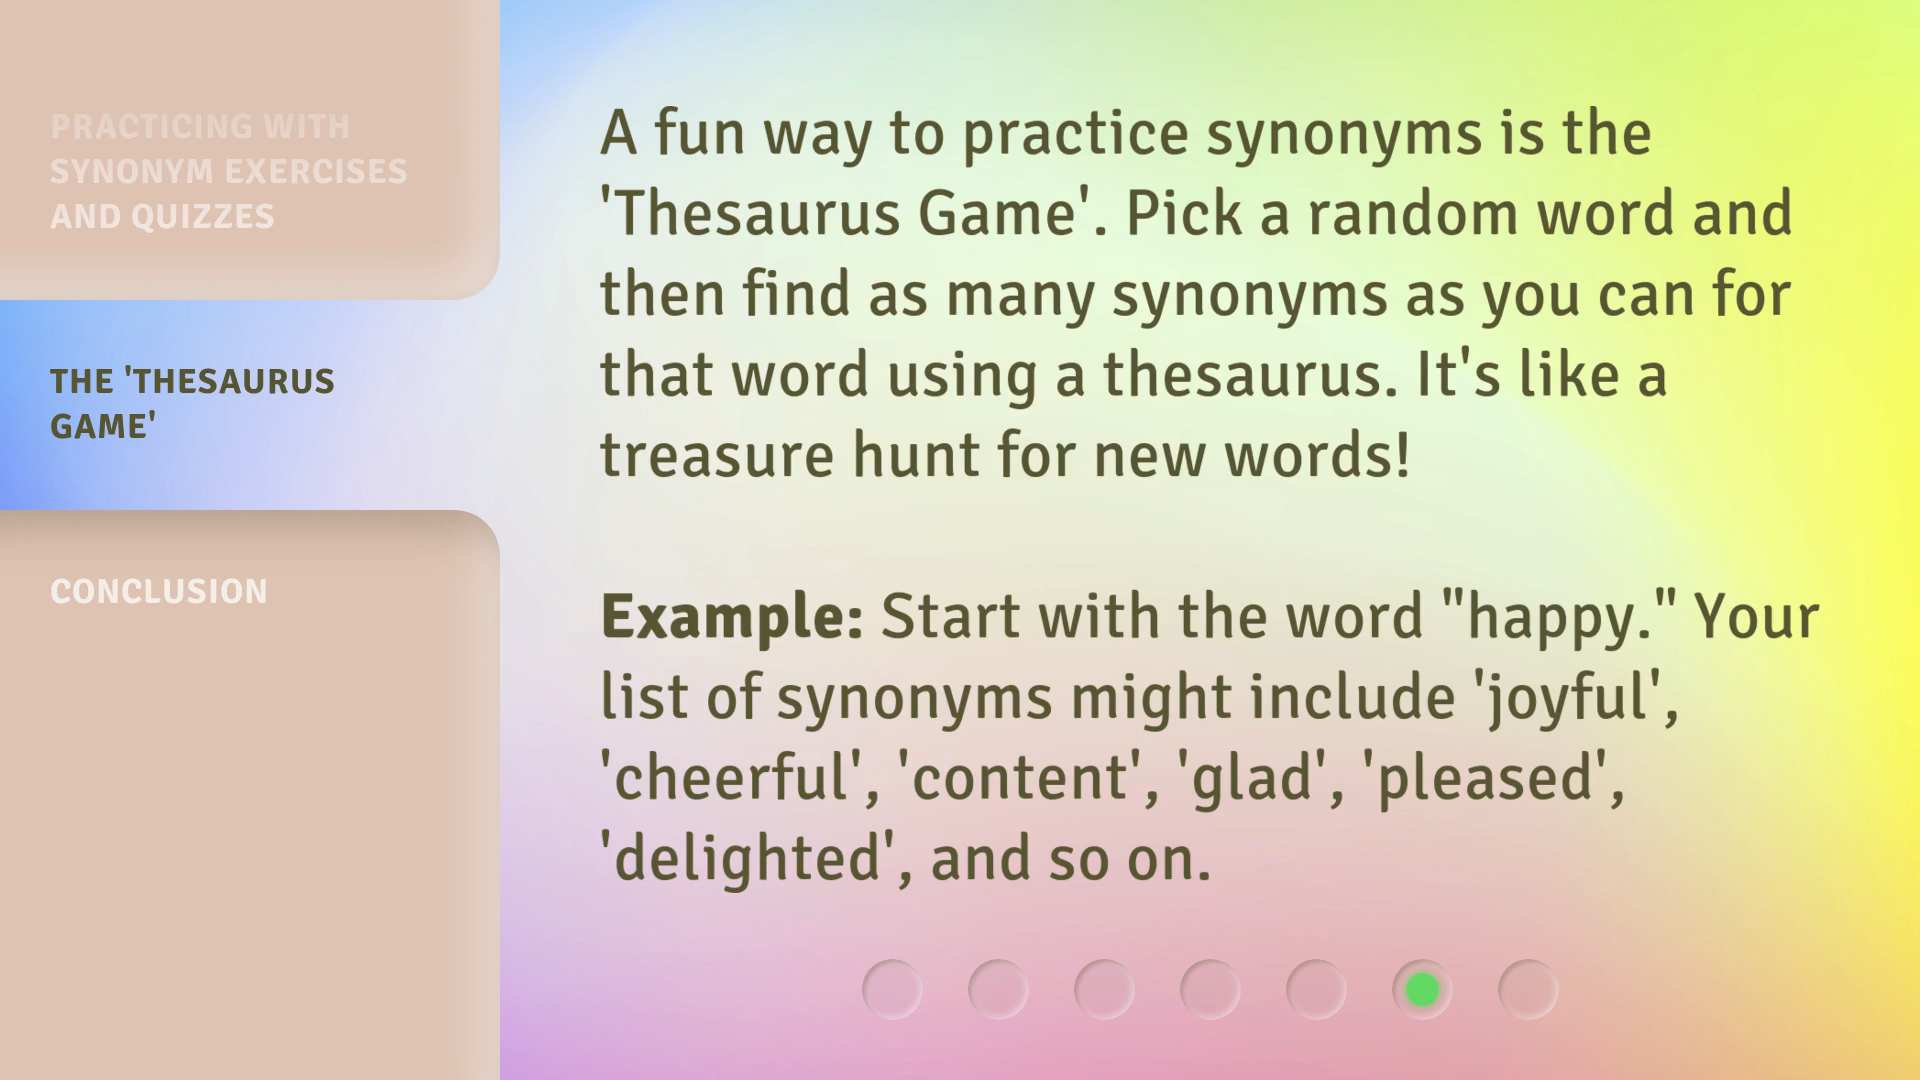 PRACTICING WITH
SYNONYM EXERCISES
AND QUIZZES
THE 'THESAURUS
GAME'
CONCLUSION
A fun way to practice synonyms is the
'Thesaurus Game'. Pick a random word and
then find as many synonyms as you can for
that word using a thesaurus. It's like a
treasure hunt for new words!
Example: Start with the word "happy." Your
list of synonyms might include 'joyful',
'cheerful', 'content', 'glad', 'pleased',
'delighted', and so on.